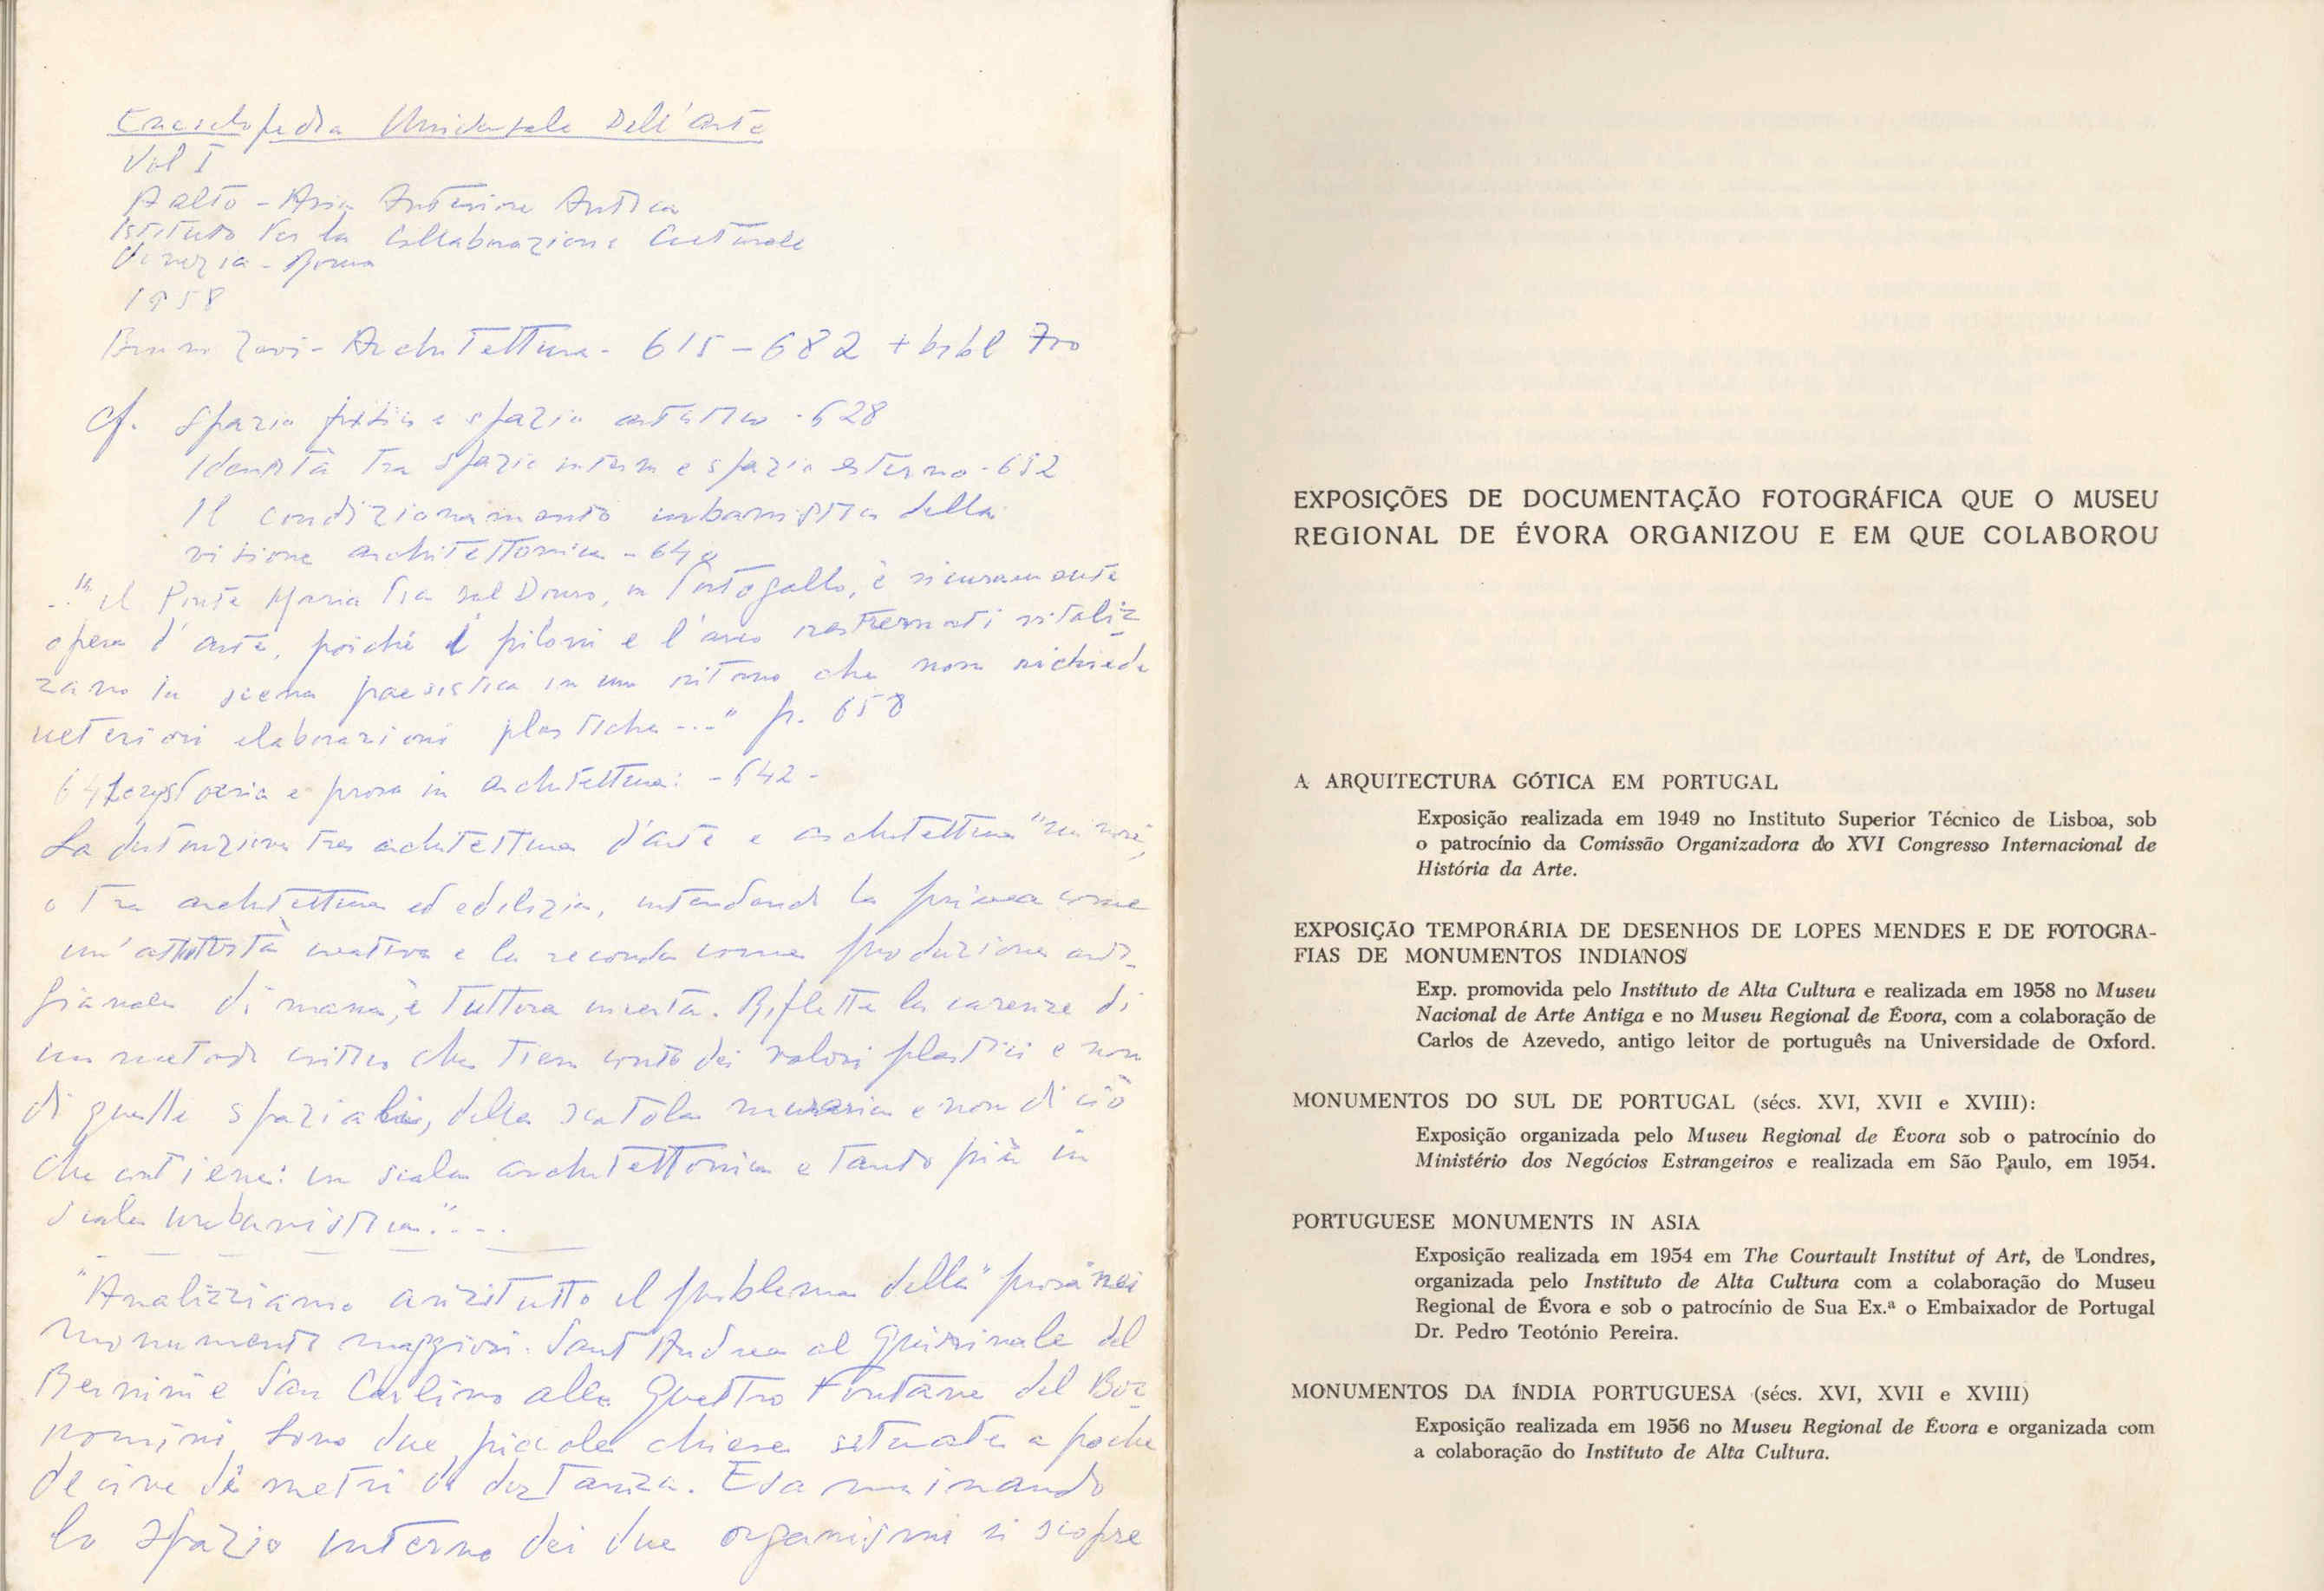 Enciclopedia Universale Dell'arte
Vol I
Aalto - Asia Anteriore Antica
Istituto Per la Collaborazione Culturale
Venezia - Roma
1958
Bruno Zevi - Architettura - 615 - 682 + bibl 700
cf. Spazio fisico e spazio artistico - 628
Identità tra spazio interno e spazio esterno - 632
Il condizionamento urbanistico della
visione architettonica - 64
"il Ponte Maria Pia sul Douro, in Portogallo, è sicuramente
opera d'arte, poiché i piloni e l'arco rastremati vitaliz-
zano la scena paesistica in un ritmo che non richiede
ulteriori elaborazioni plastiche ..." p. 658
poesia e prosa in architettura: - 642 -
La distinzione tra architettura d'arte e architettura "minore",
o tra architettura ed edilizia, intendendo la prima come
un'attività creativa e la seconda come produzione arti-
gianale di mano, è tuttora incerta. Riflette la carenza di
un metodo critico che tien conto dei valori plastici e non
di quelli spaziali, della scatola muraria e non di ciò
che contiene: in scala architettonica e tanto più in
scala urbanistica"....
"Analizziamo anzitutto il problema della "prosa" nei
monumenti maggiori. Sant'Andrea al Quirinale del
Bernini e San Carlino alle Quattro Fontane del Bor-
romini, sono due piccole chiese situate a poche
decine di metri di distanza. Esaminando
lo spazio interno dei due organismi si scopre
EXPOSIÇÕES DE DOCUMENTAÇÃO FOTOGRÁFICA QUE O MUSEU
REGIONAL DE ÉVORA ORGANIZOU E EM QUE COLABOROU
A ARQUITECTURA GÓTICA EM PORTUGAL
Exposição realizada em 1949 no Instituto Superior Técnico de Lisboa, sob
o patrocínio da Comissão Organizadora do XVI Congresso Internacional de
História da Arte.
EXPOSIÇÃO TEMPORÁRIA DE DESENHOS DE LOPES MENDES E DE FOTOGRA-
FIAS DE MONUMENTOS INDIANOS
Exp. promovida pelo Instituto de Alta Cultura e realizada em 1958 no Museu
Nacional de Arte Antiga e no Museu Regional de Évora, com a colaboração de
Carlos de Azevedo, antigo leitor de português na Universidade de Oxford.
MONUMENTOS DO SUL DE PORTUGAL (sécs. XVI, XVII e XVIII):
Exposição organizada pelo Museu Regional de Évora sob o patrocínio do
Ministério dos Negócios Estrangeiros e realizada em São Paulo, em 1954.
PORTUGUESE MONUMENTS IN ASIA
Exposição realizada em 1954 em The Courtault Institut of Art, de Londres,
organizada pelo Instituto de Alta Cultura com a colaboração do Museu
Regional de Évora e sob o patrocínio de Sua Ex.ª o Embaixador de Portugal
Dr. Pedro Teotónio Pereira.
MONUMENTOS DA ÍNDIA PORTUGUESA (sécs. XVI, XVII e XVIII)
Exposição realizada em 1956 no Museu Regional de Évora e organizada com
a colaboração do Instituto de Alta Cultura.